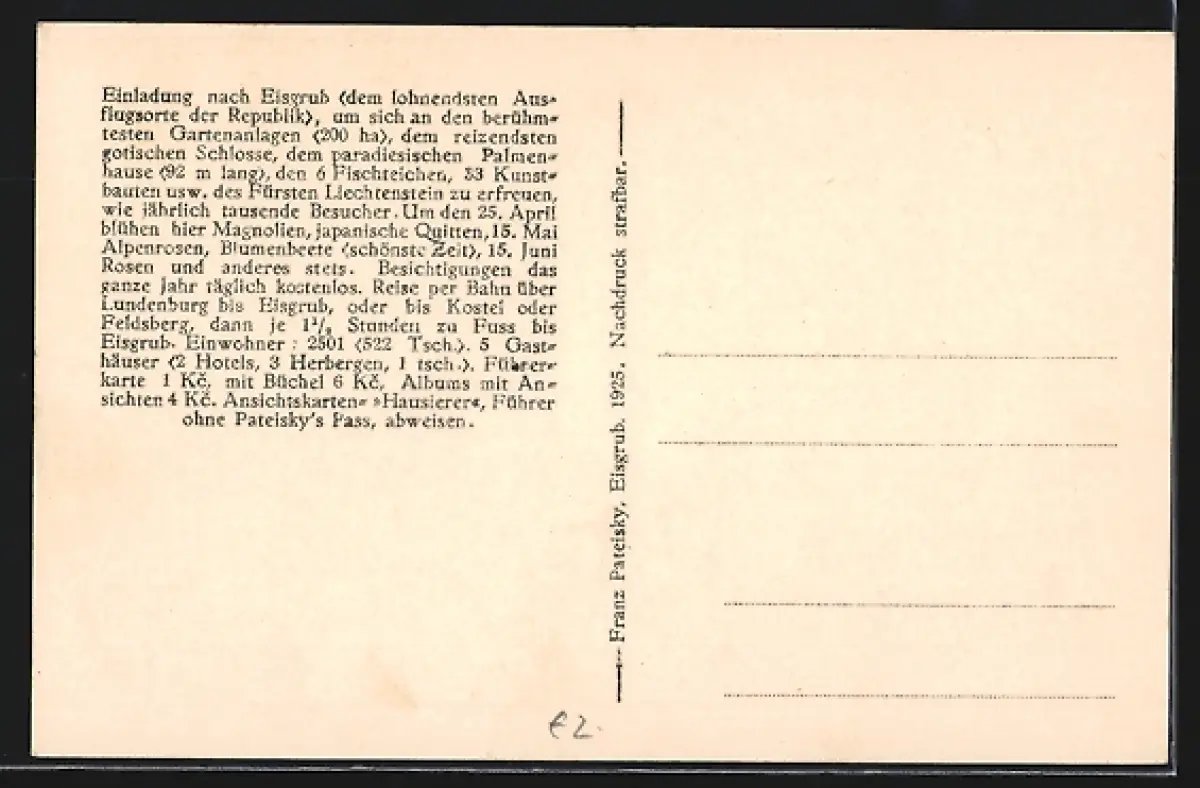 Einladung nach Eisgrub (dem lohnendsten Aus-
flugsorte der Republik), um sich an den berühm-
testen Gartenanlagen (200 ha), dem reizendsten
gotischen Schlosse, dem paradiesischen Palmen-
hause (92 m lang), den 6 Fischteichen, 33 Kunst-
bauten usw. des Fürsten Liechtenstein zu erfreuen,
wie jährlich tausende Besucher. Um den 25. April
blühen hier Magnolien, japanische Quitten, 15. Mai
Alpenrosen, Blumenbeete (schönste Zeit), 15. Juni
Rosen und anderes stets. Besichtigungen das
ganze Jahr täglich kostenlos. Reise per Bahn über
Lundenburg bis Eisgrub, oder bis Kostel oder
Feldsberg, dann je 1½ Stunden zu Fuss bis
Eisgrub. Einwohner: 2501 (522 Tsch.). 5 Gast-
häuser (2 Hotels, 3 Herbergen, 1 tsch.). Führer-
karte 1 Kč, mit Büchel 6 Kč, Albums mit An-
sichten 4 Kč. Ansichtskarten- »Hausierer«, Führer
ohne Pateisky's Pass, abweisen.
Franz Pateisky, Eisgrub. 1925. Nachdruck strafbar.
€2.